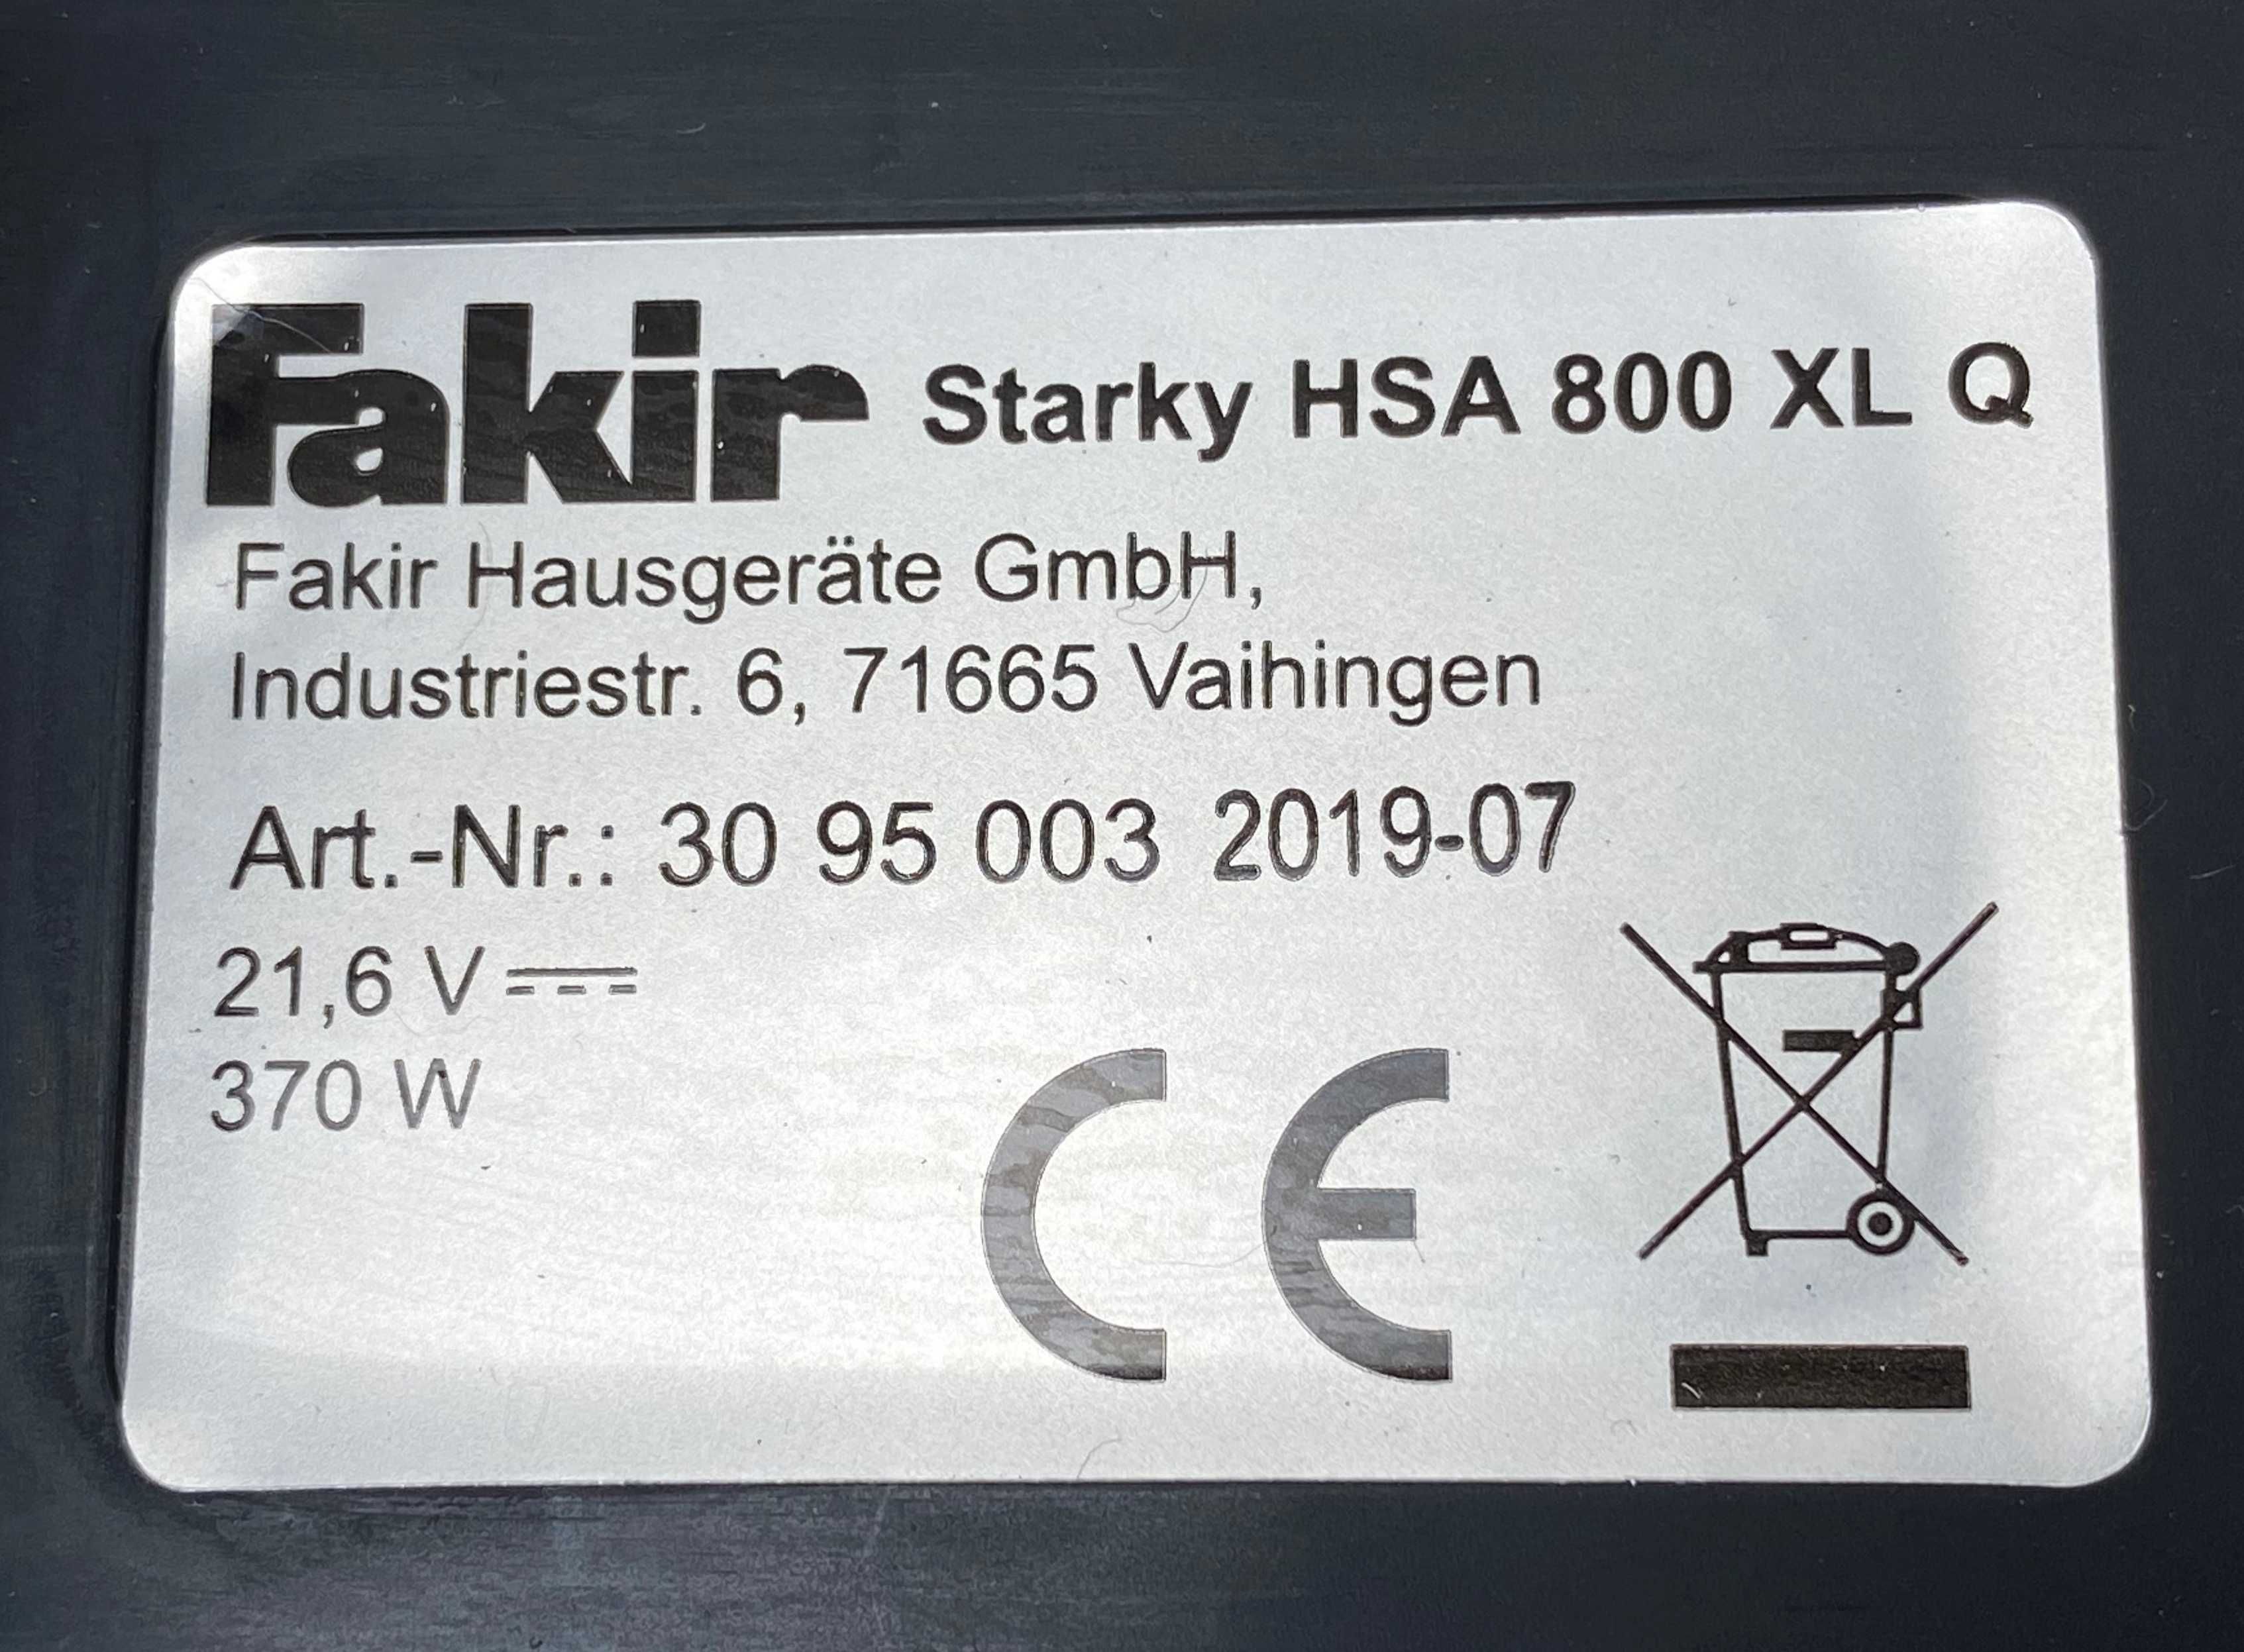 Fakir Starky HSA 800 XL Q
Fakir Hausgeräte GmbH,
Industriestr. 6, 71665 Vaihingen
Art.-Nr.: 30 95 003 2019-07
21,6 V ⎓
370 W
CE